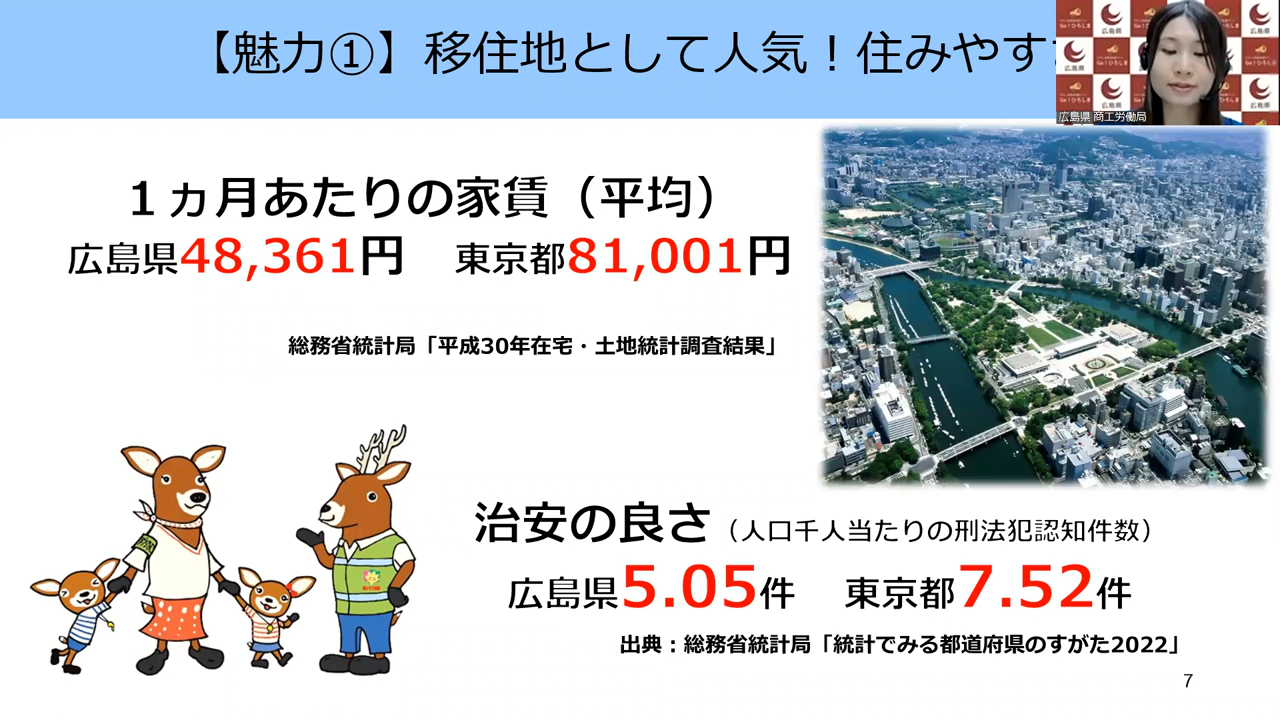 【魅力①】移住地として人気！住みやす
広島県 商工労働局
１ヵ月あたりの家賃（平均）
広島県48,361円 東京都81,001円
総務省統計局「平成30年在宅・土地統計調査結果」
治安の良さ（人口千人当たりの刑法犯認知件数）
広島県5.05件 東京都7.52件
出典：総務省統計局「統計でみる都道府県のすがた2022」
7